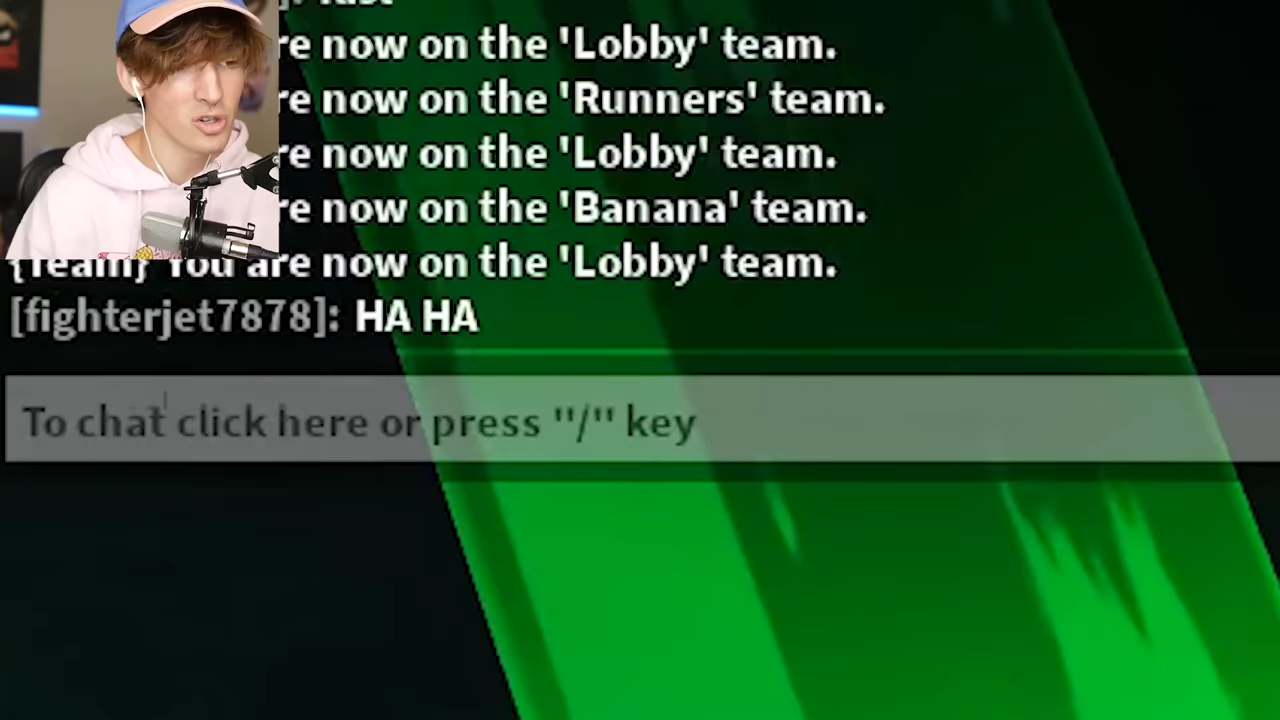 re now on the 'Lobby' team.
re now on the 'Runners' team.
re now on the 'Lobby' team.
re now on the 'Banana' team.
{Team} You are now on the 'Lobby' team.
[fighterjet7878]: HA HA
To chat click here or press "/" key